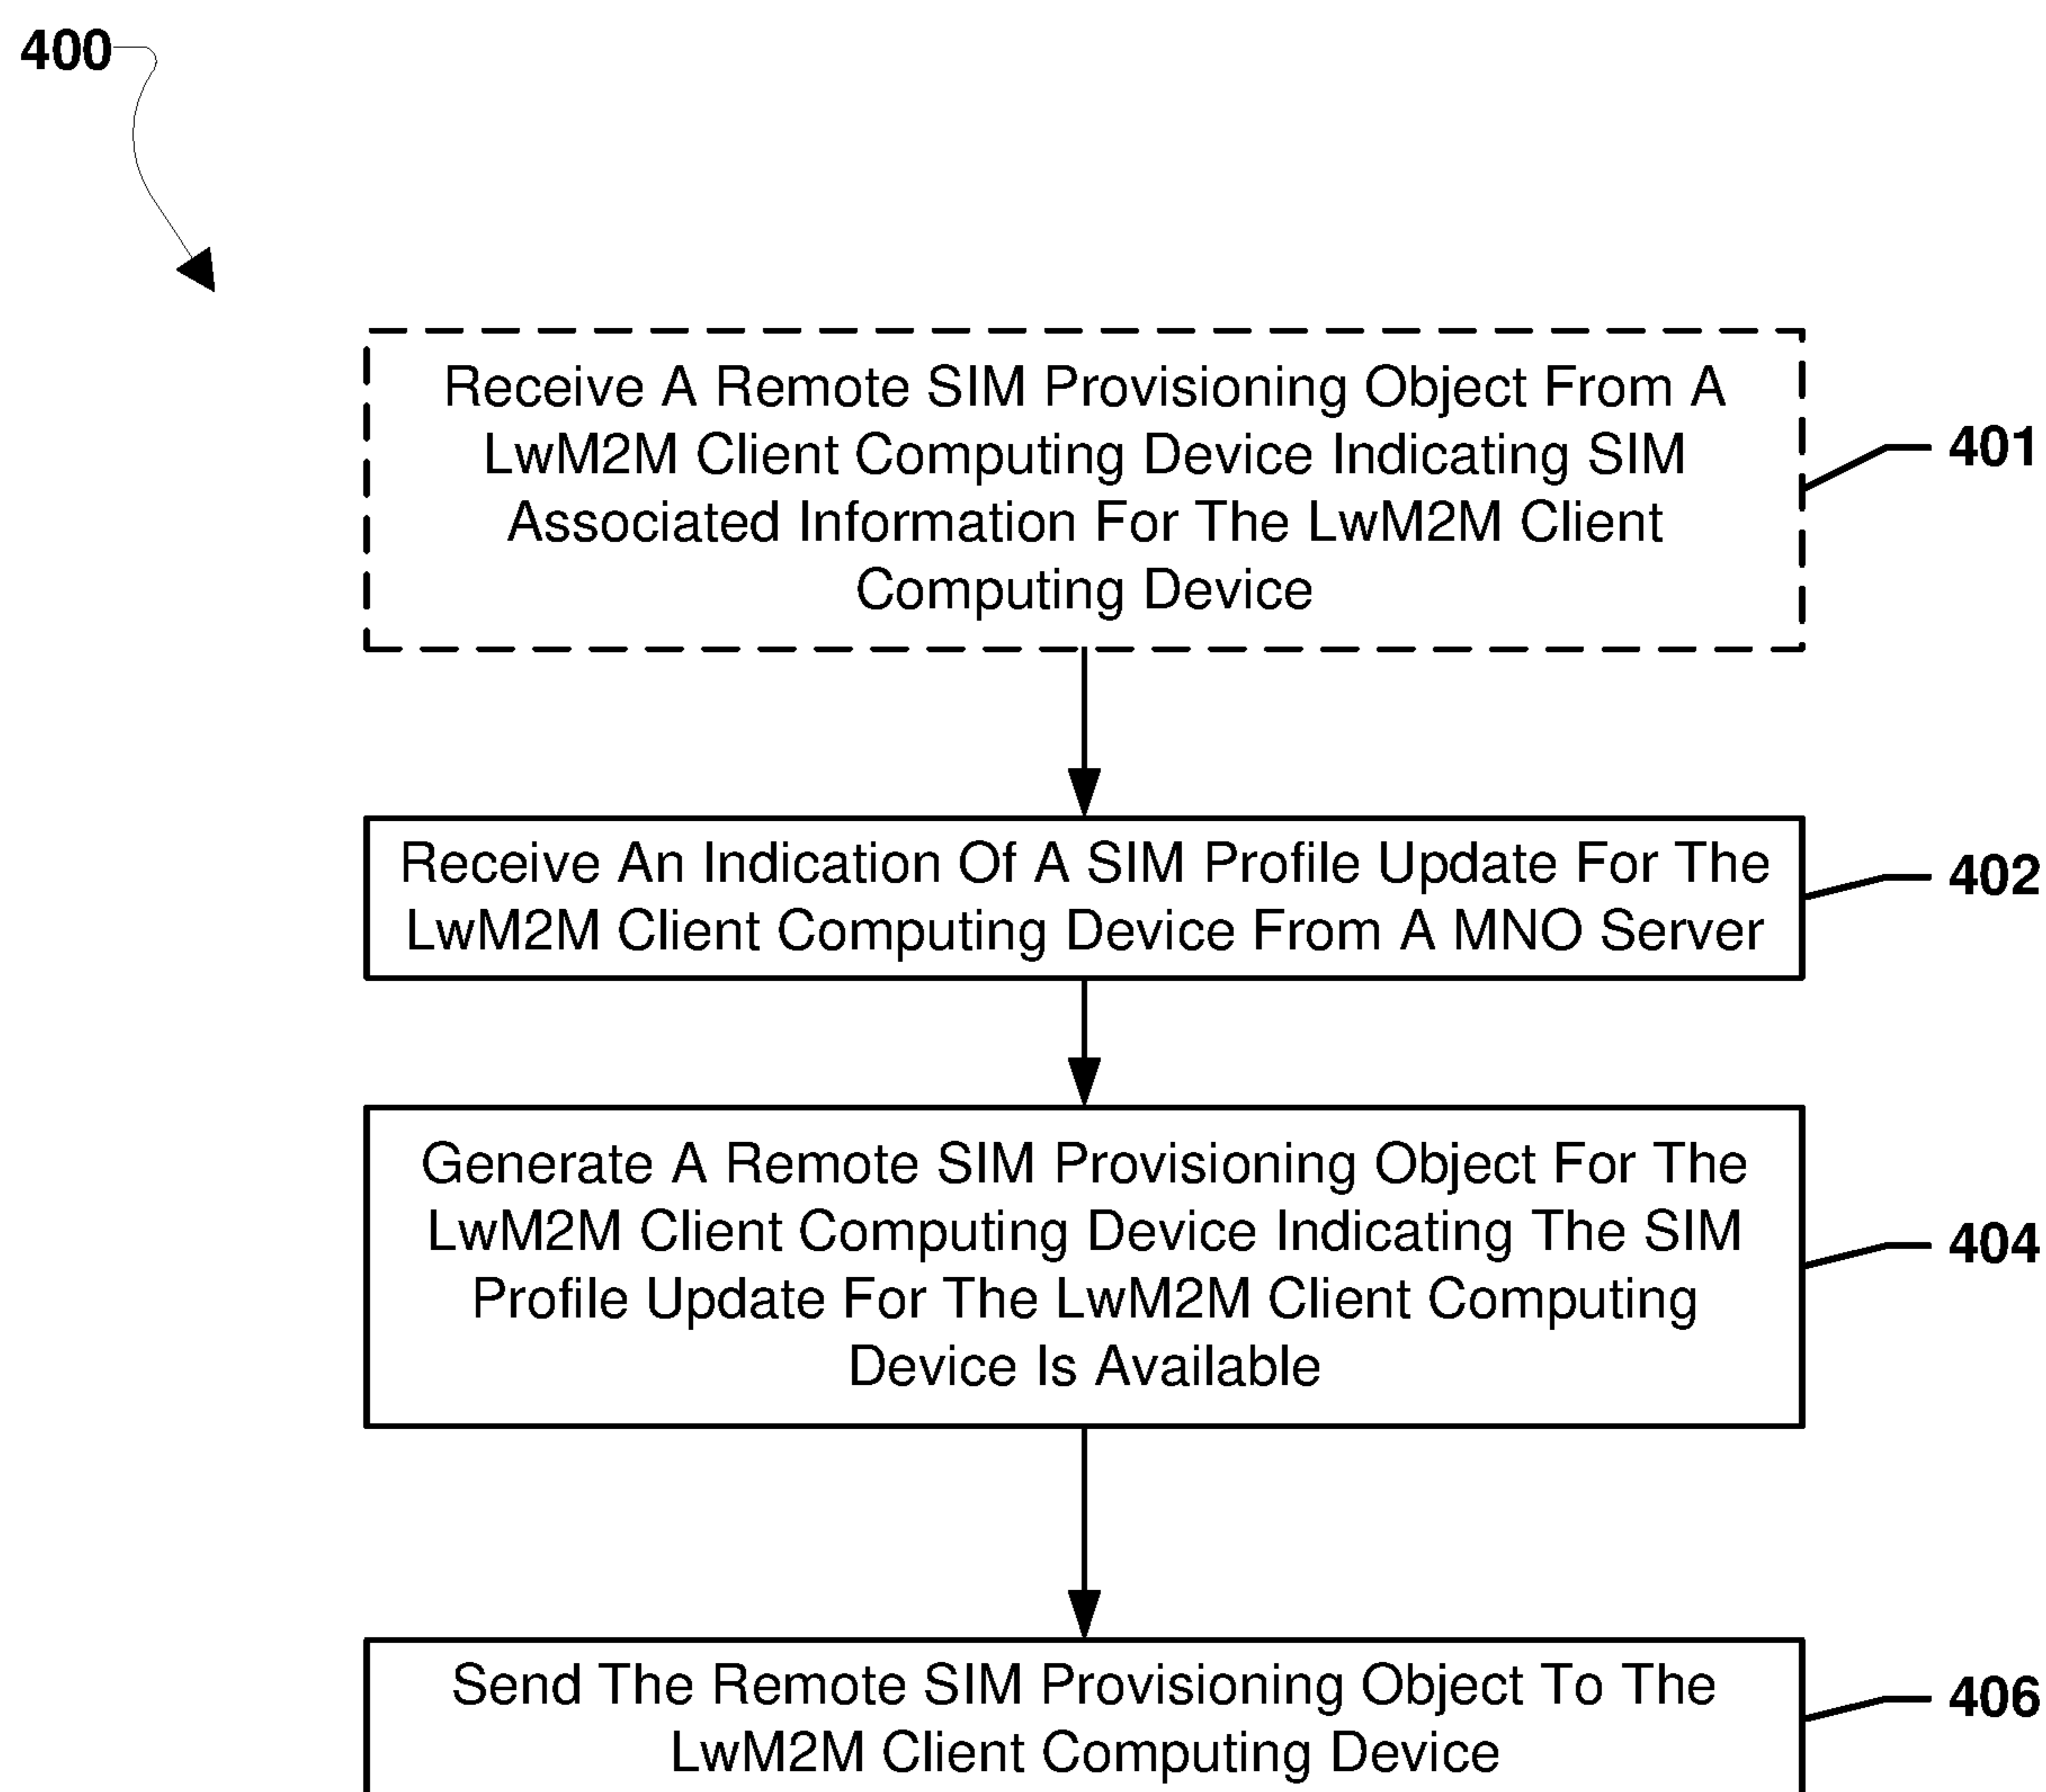 400
Receive A Remote SIM Provisioning Object From A
LwM2M Client Computing Device Indicating SIM
Associated Information For The LwM2M Client
Computing Device
401
Receive An Indication Of A SIM Profile Update For The
LwM2M Client Computing Device From A MNO Server
402
Generate A Remote SIM Provisioning Object For The
LwM2M Client Computing Device Indicating The SIM
Profile Update For The LwM2M Client Computing
Device Is Available
404
Send The Remote SIM Provisioning Object To The
LwM2M Client Computing Device
406